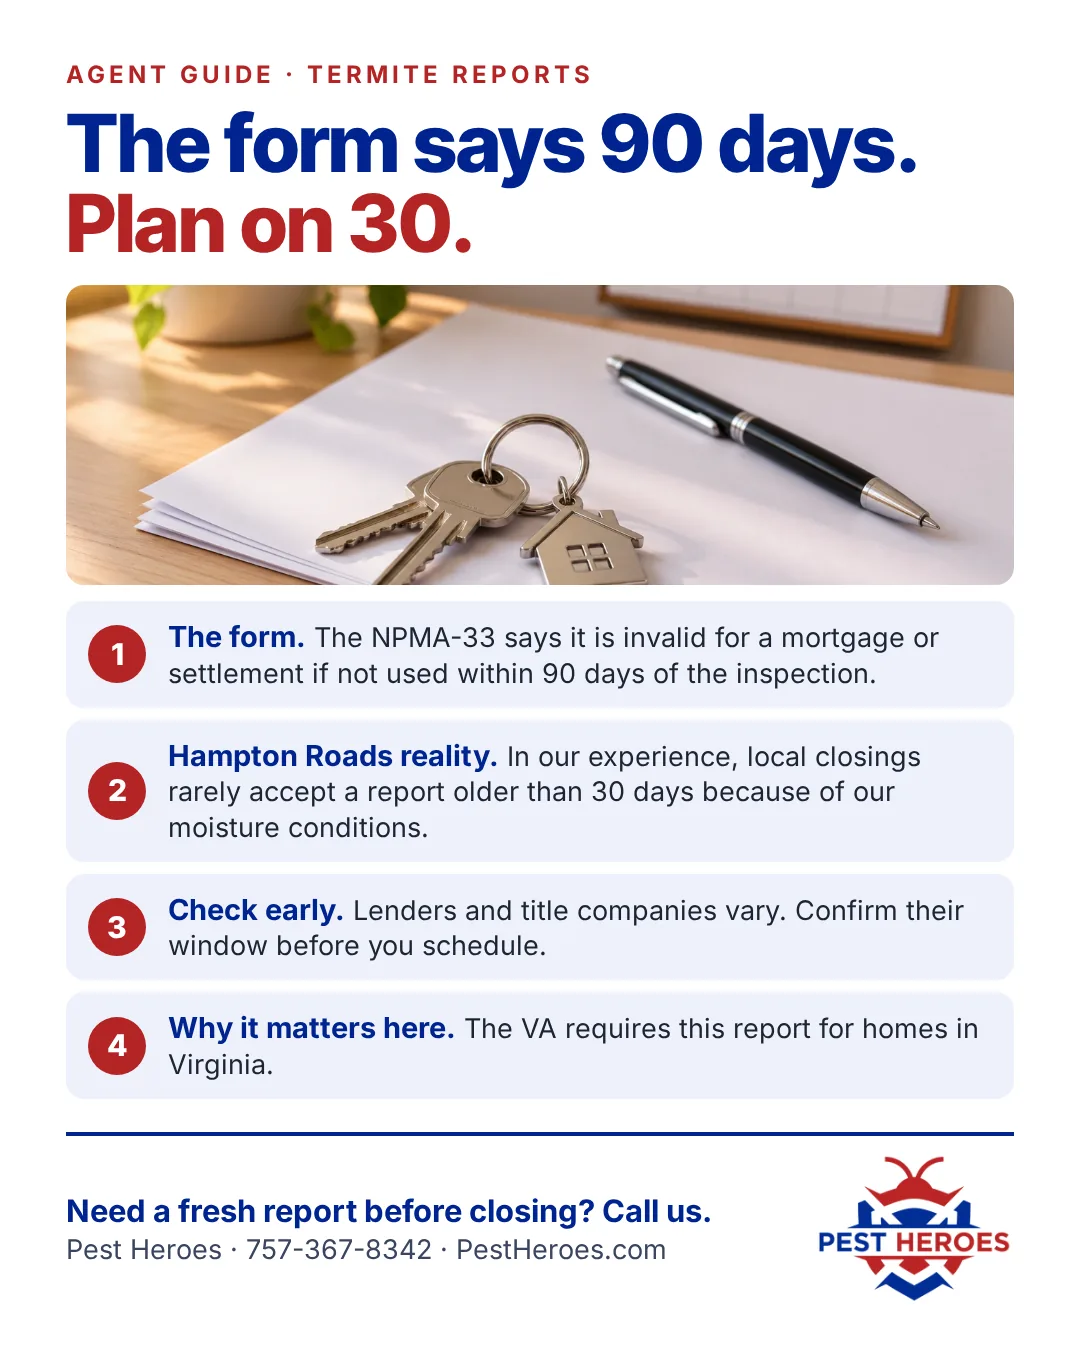 AGENT GUIDE · TERMITE REPORTS
The form says 90 days.
Plan on 30.
1
The form. The NPMA-33 says it is invalid for a mortgage or
settlement if not used within 90 days of the inspection.
2
Hampton Roads reality. In our experience, local closings
rarely accept a report older than 30 days because of our
moisture conditions.
3
Check early. Lenders and title companies vary. Confirm their
window before you schedule.
4
Why it matters here. The VA requires this report for homes in
Virginia.
Need a fresh report before closing? Call us.
Pest Heroes · 757-367-8342 · PestHeroes.com
PEST HEROES